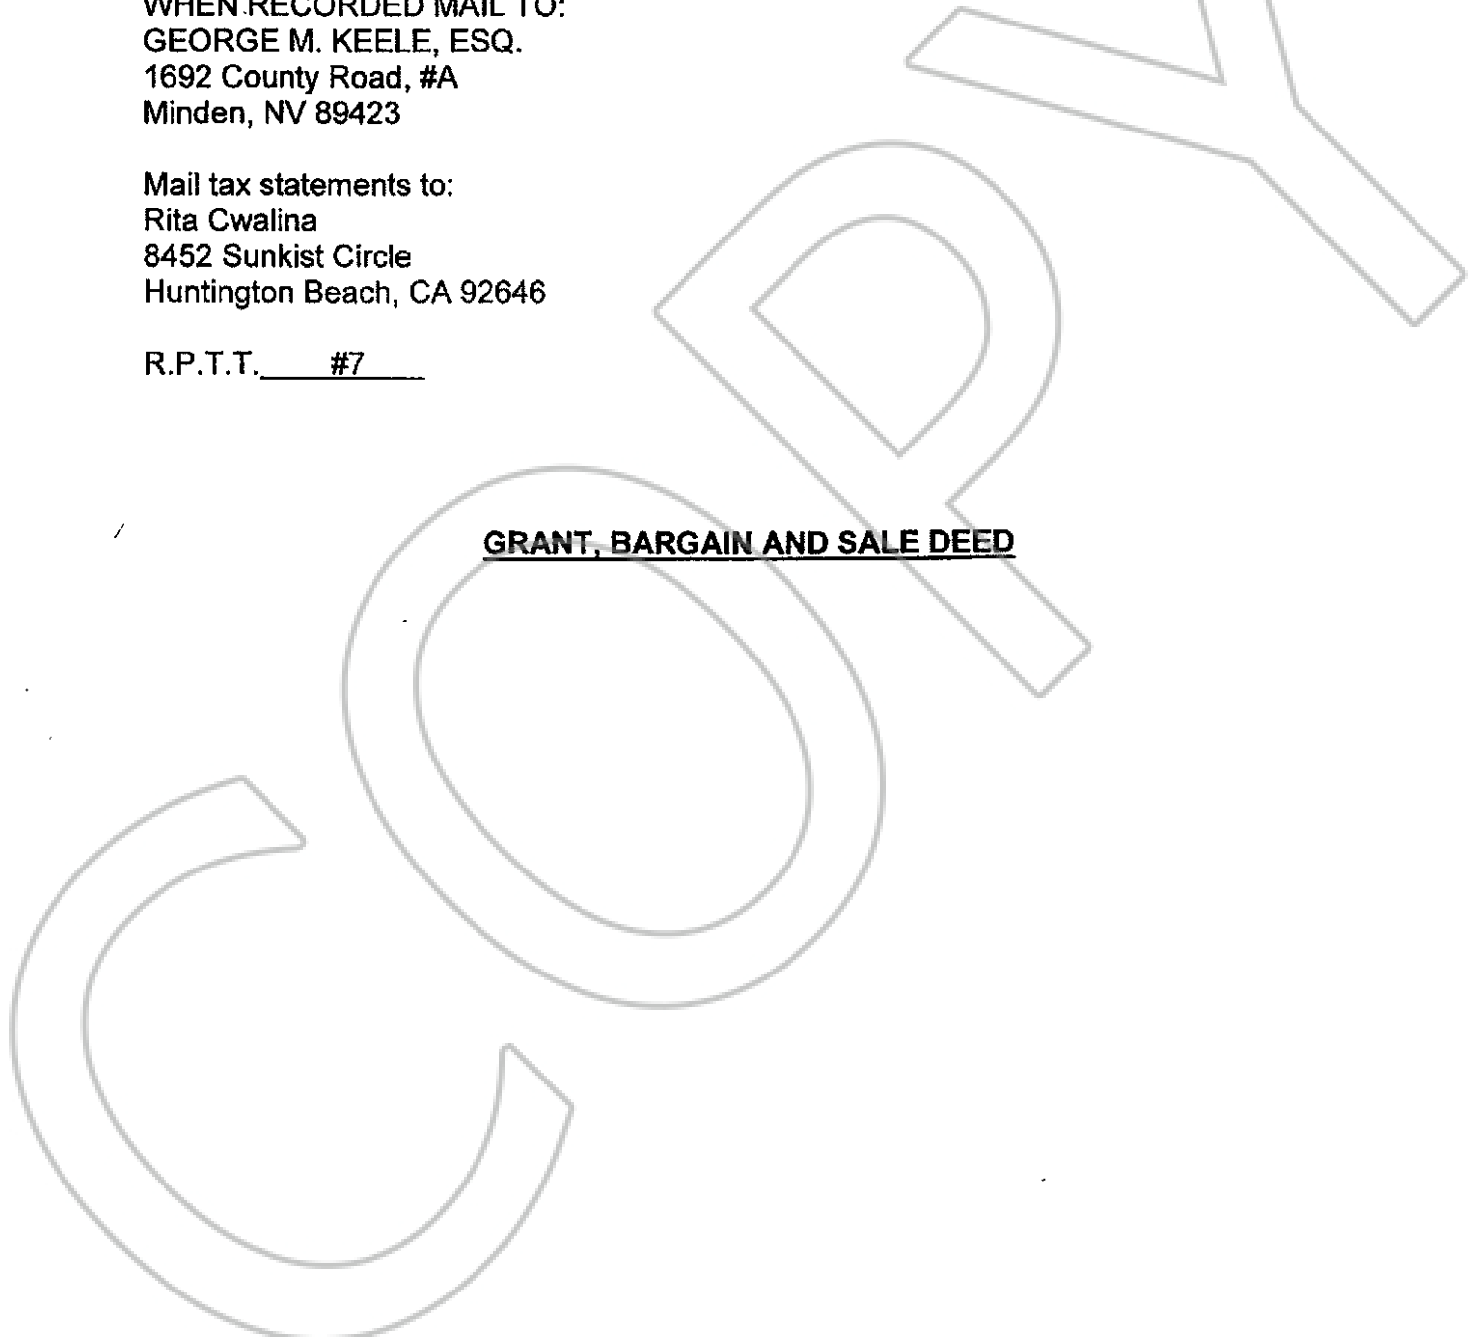 WHEN RECORDED MAIL TO:
GEORGE M. KEELE, ESQ.
1692 County Road, #A
Minden, NV 89423
Mail tax statements to:
Rita Cwalina
8452 Sunkist Circle
Huntington Beach, CA 92646
R.P.T.T. #7
GRANT, BARGAIN AND SALE DEED
COPY